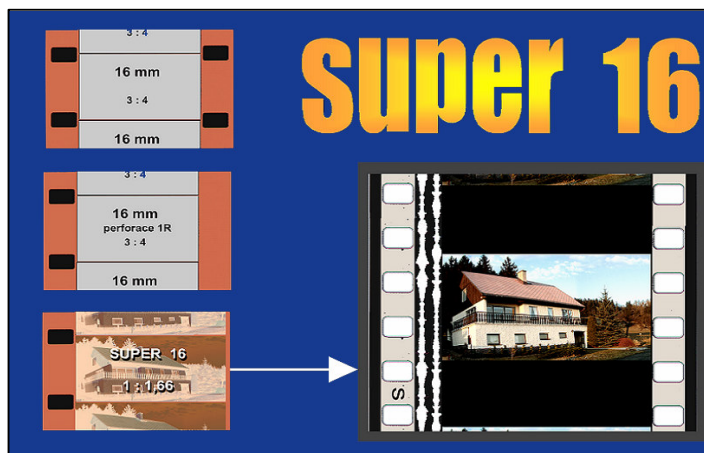 super 16
3 : 4
16 mm
3 : 4
16 mm
3 : 4
16 mm
perforace 1R
3 : 4
16 mm
SUPER 16
1 : 1,66
S